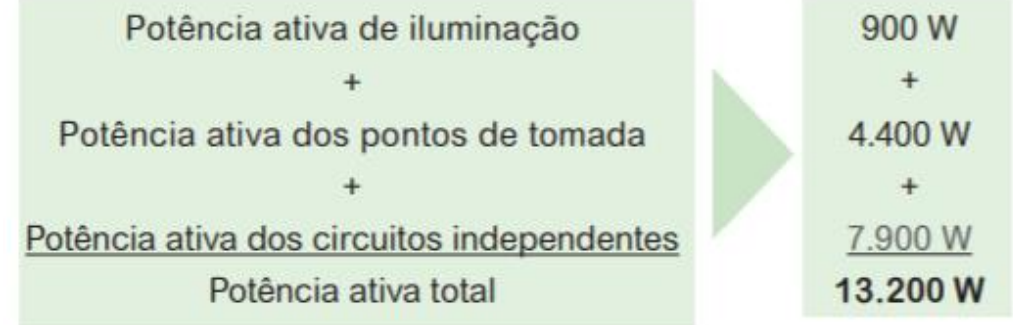 Potência ativa de iluminação 900 W
+ +
Potência ativa dos pontos de tomada 4.400 W
+ +
Potência ativa dos circuitos independentes 7.900 W
Potência ativa total 13.200 W